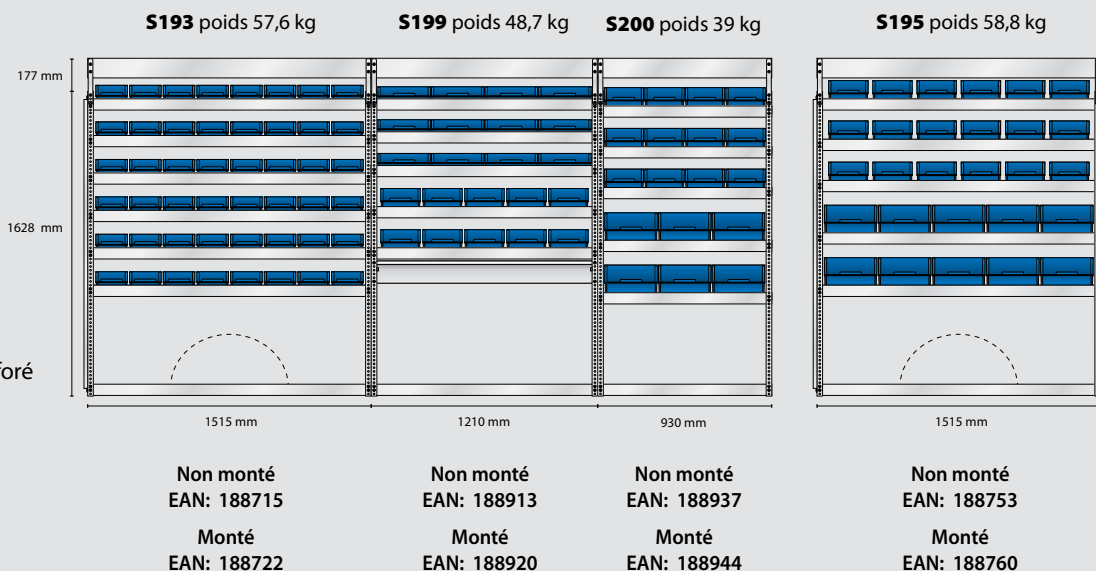 S193 poids 57,6 kg
S199 poids 48,7 kg
S200 poids 39 kg
S195 poids 58,8 kg
177 mm
1628 mm
foré
1515 mm
1210 mm
930 mm
1515 mm
Non monté
EAN: 188715
Monté
EAN: 188722
Non monté
EAN: 188913
Monté
EAN: 188920
Non monté
EAN: 188937
Monté
EAN: 188944
Non monté
EAN: 188753
Monté
EAN: 188760